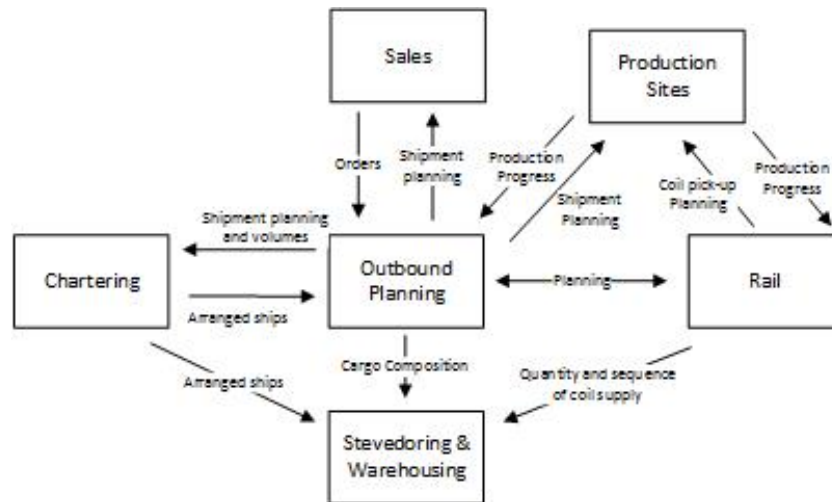 Sales
Production
Sites
Orders
Shipment
planning
Production
Progress
Shipment
Planning
Coil pick-up
Planning
Production
Progress
Shipment planning
and volumes
Chartering
Outbound
Planning
Planning
Rail
Arranged ships
Cargo Composition
Arranged ships
Quantity and sequence
of coil supply
Stevedoring &
Warehousing